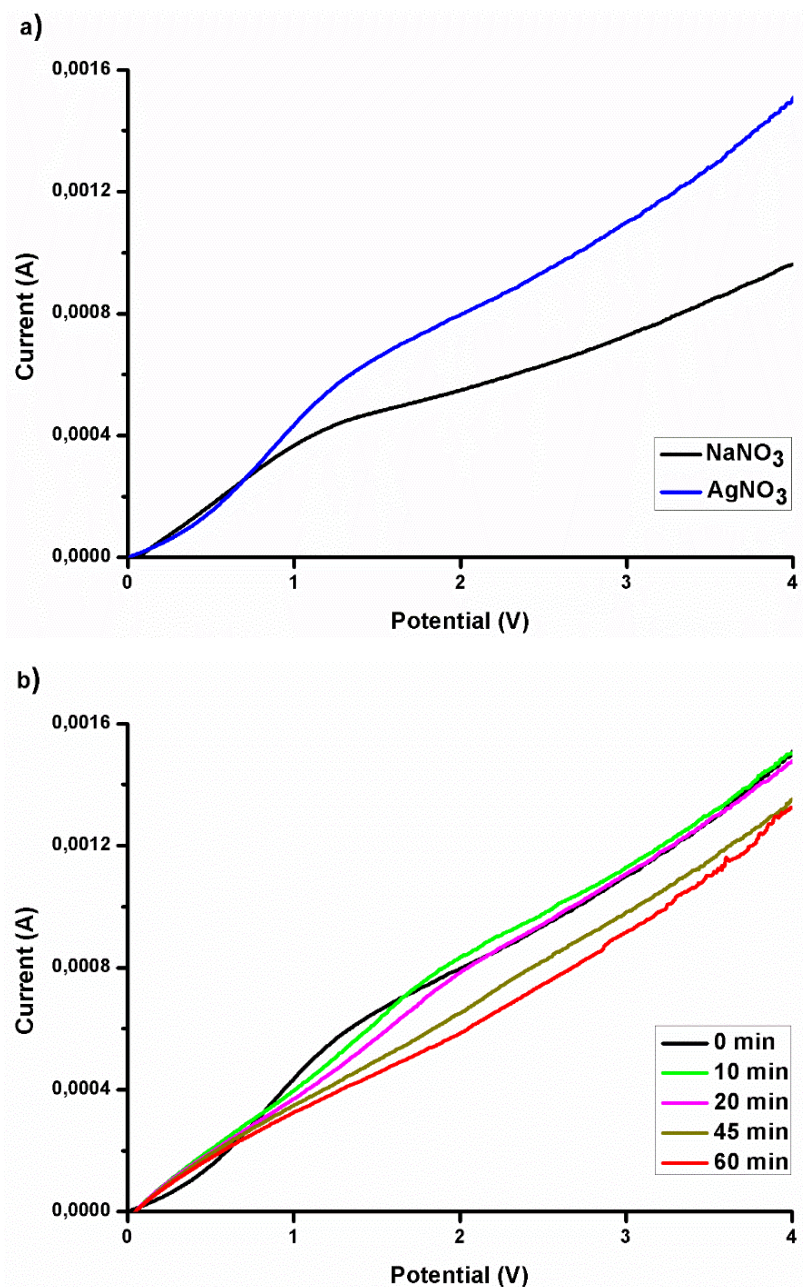 a)
0,0016
0,0012
0,0008
0,0004
0,0000
0 1 2 3 4
Current (A)
Potential (V)
NaNO3
AgNO3
b)
0,0016
0,0012
0,0008
0,0004
0,0000
0 1 2 3 4
Current (A)
Potential (V)
0 min
10 min
20 min
45 min
60 min